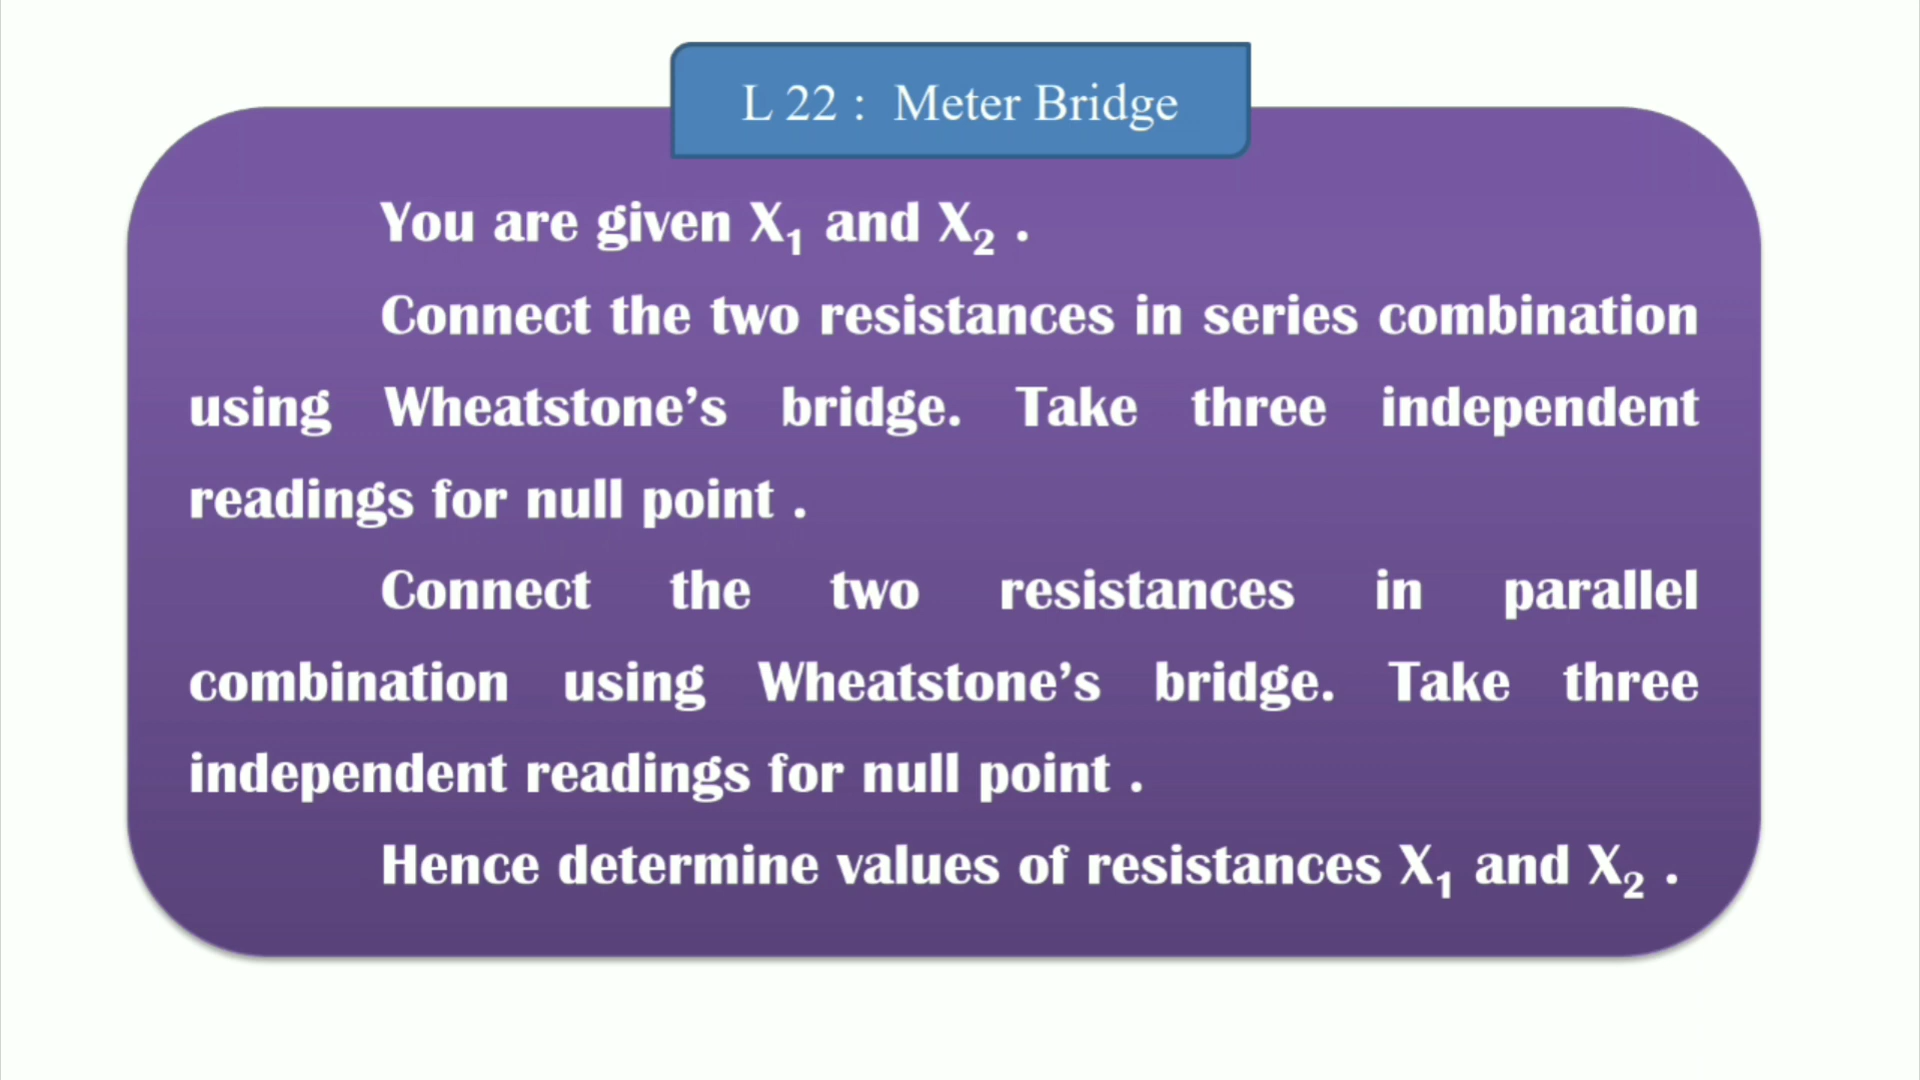 L 22 : Meter Bridge
You are given X₁ and X₂ .
Connect the two resistances in series combination
using Wheatstone’s bridge. Take three independent
readings for null point .
Connect the two resistances in parallel
combination using Wheatstone’s bridge. Take three
independent readings for null point .
Hence determine values of resistances X₁ and X₂ .